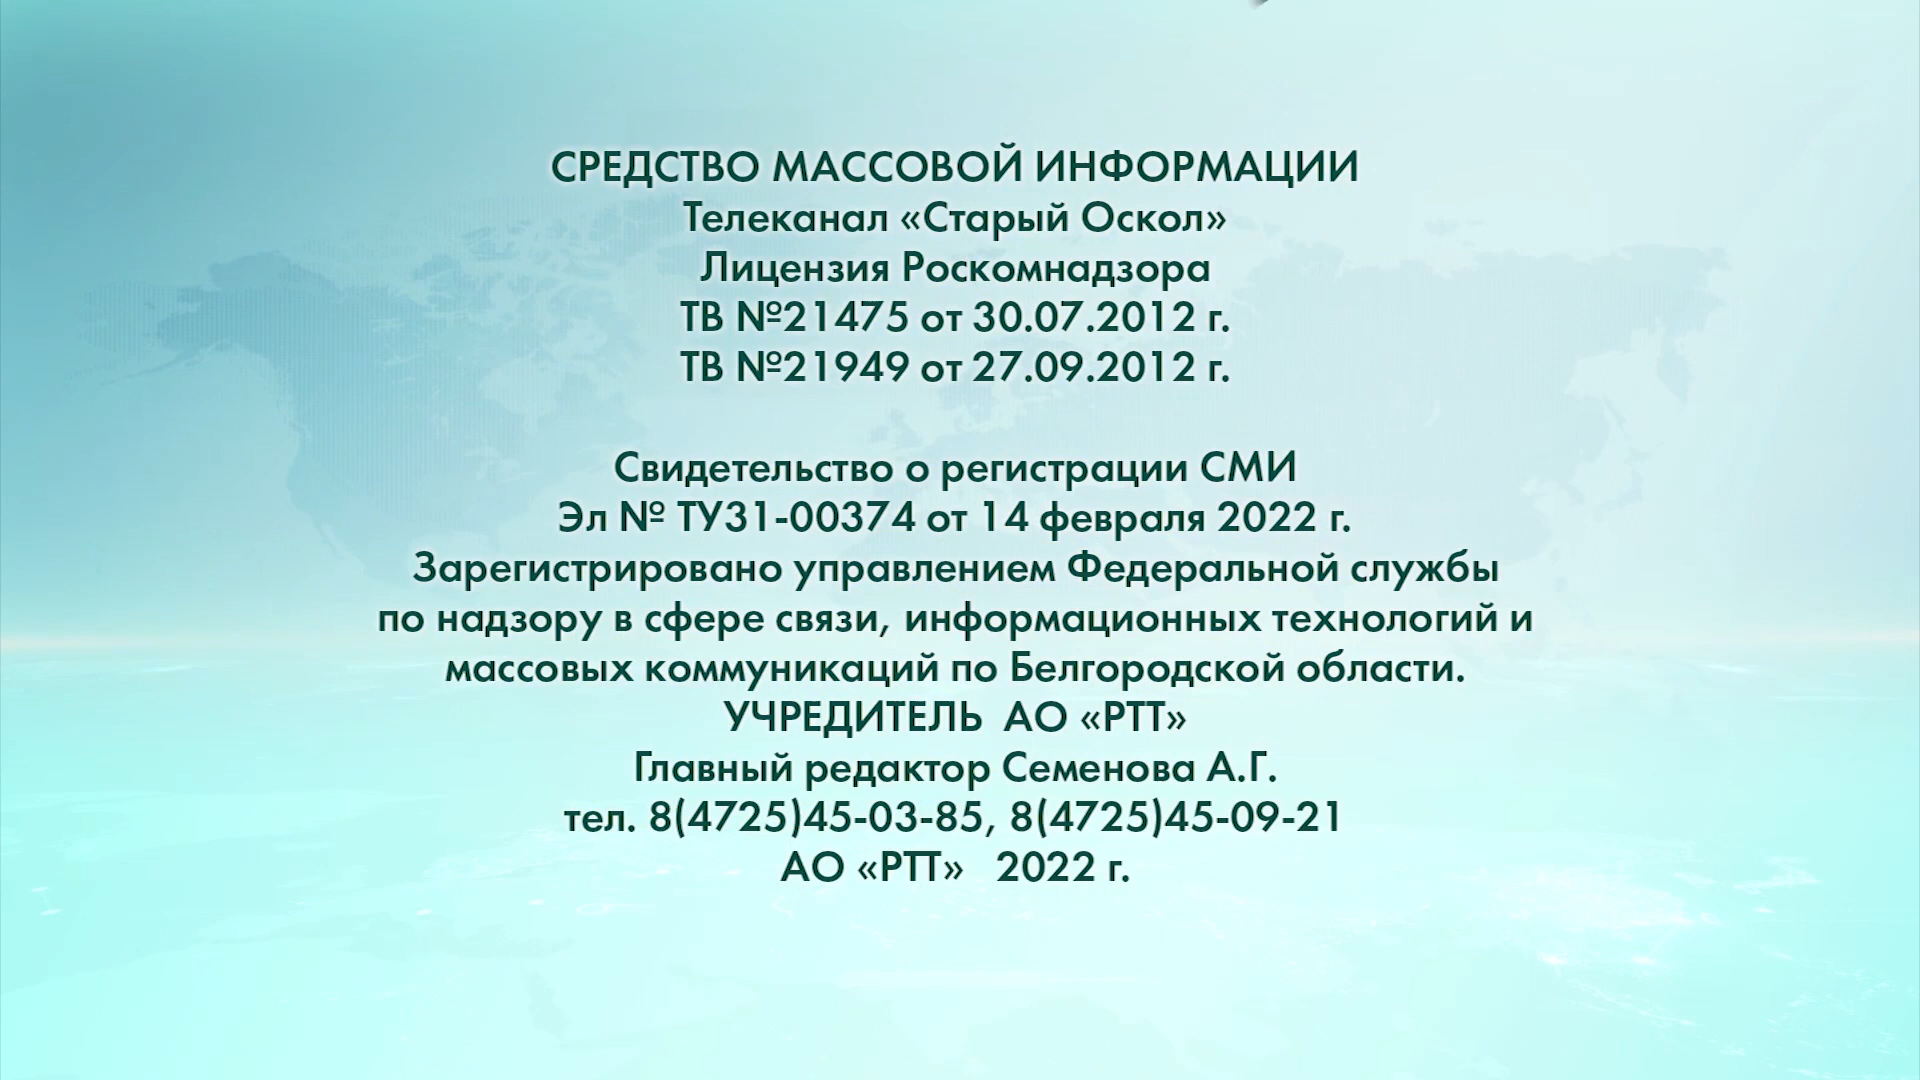 СРЕДСТВО МАССОВОЙ ИНФОРМАЦИИ
Телеканал «Старый Оскол»
Лицензия Роскомнадзора
ТВ №21475 от 30.07.2012 г.
ТВ №21949 от 27.09.2012 г.
Свидетельство о регистрации СМИ
Эл № ТУ31-00374 от 14 февраля 2022 г.
Зарегистрировано управлением Федеральной службы
по надзору в сфере связи, информационных технологий и
массовых коммуникаций по Белгородской области.
УЧРЕДИТЕЛЬ АО «РТТ»
Главный редактор Семенова А.Г.
тел. 8(4725)45-03-85, 8(4725)45-09-21
АО «РТТ» 2022 г.